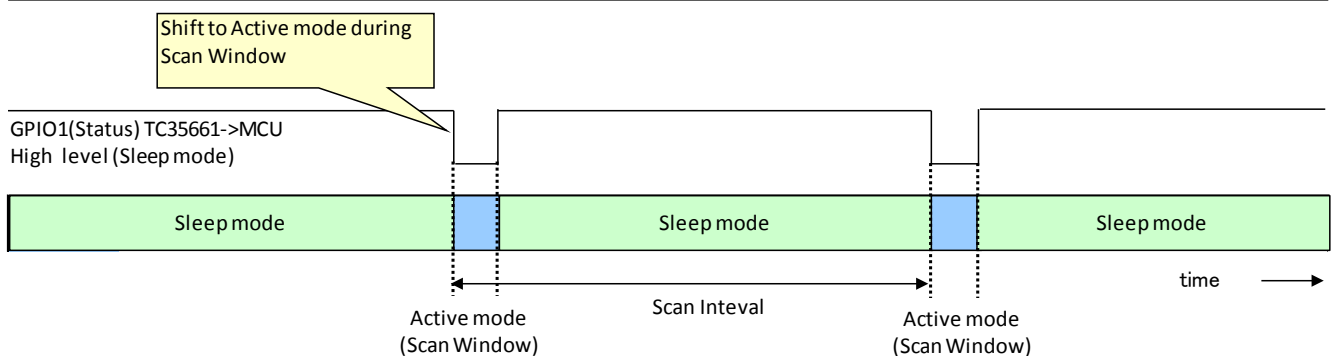 Shift to Active mode during
Scan Window
GPIO1(Status) TC35661->MCU
High level (Sleep mode)
Sleep mode
Sleep mode
Sleep mode
time
Scan Inteval
Active mode
(Scan Window)
Active mode
(Scan Window)